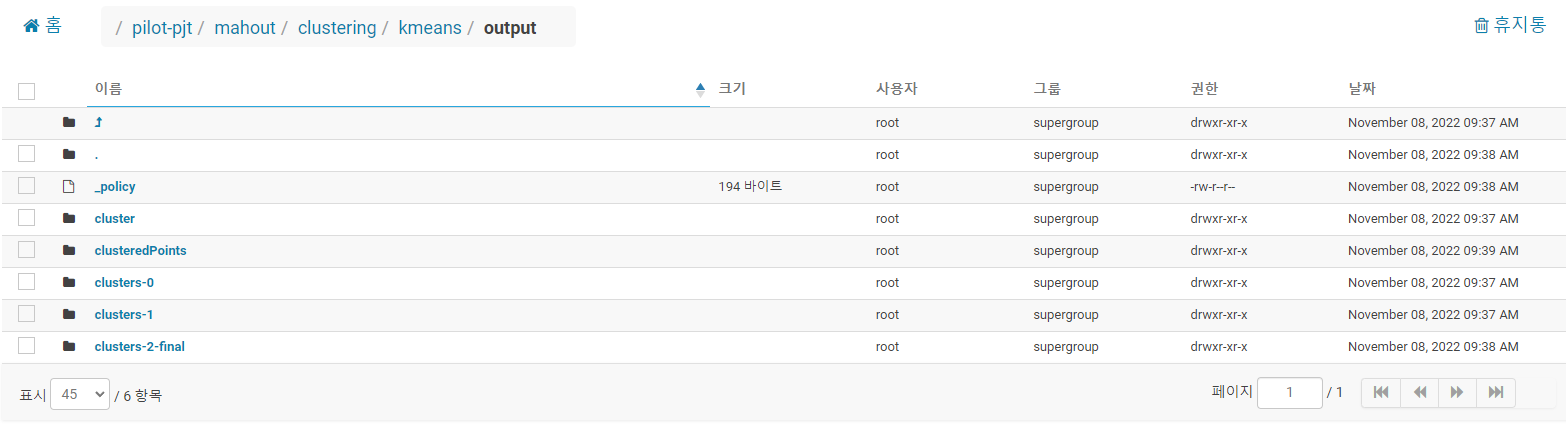 홈 / pilot-pjt / mahout / clustering / kmeans / output 휴지통
이름 크기 사용자 그룹 권한 날짜
root supergroup drwxr-xr-x November 08, 2022 09:37 AM
. root supergroup drwxr-xr-x November 08, 2022 09:38 AM
_policy 194 바이트 root supergroup -rw-r--r-- November 08, 2022 09:38 AM
cluster root supergroup drwxr-xr-x November 08, 2022 09:37 AM
clusteredPoints root supergroup drwxr-xr-x November 08, 2022 09:39 AM
clusters-0 root supergroup drwxr-xr-x November 08, 2022 09:37 AM
clusters-1 root supergroup drwxr-xr-x November 08, 2022 09:37 AM
clusters-2-final root supergroup drwxr-xr-x November 08, 2022 09:38 AM
표시 45 / 6 항목 페이지 1 / 1